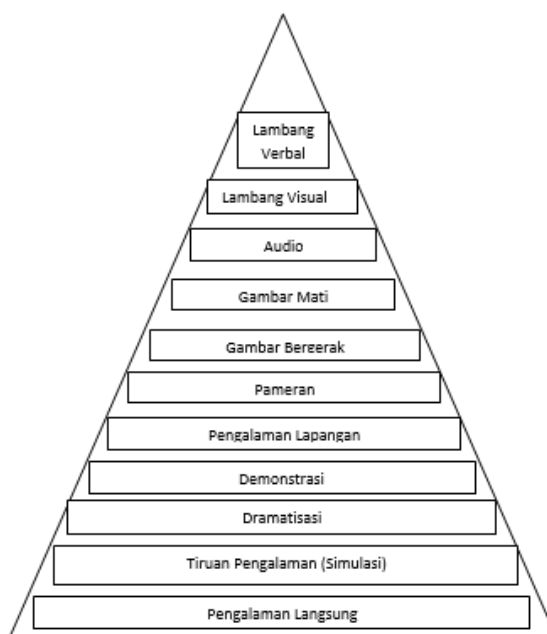 Lambang
Verbal
Lambang Visual
Audio
Gambar Mati
Gambar Bergerak
Pameran
Pengalaman Lapangan
Demonstrasi
Dramatisasi
Tiruan Pengalaman (Simulasi)
Pengalaman Langsung